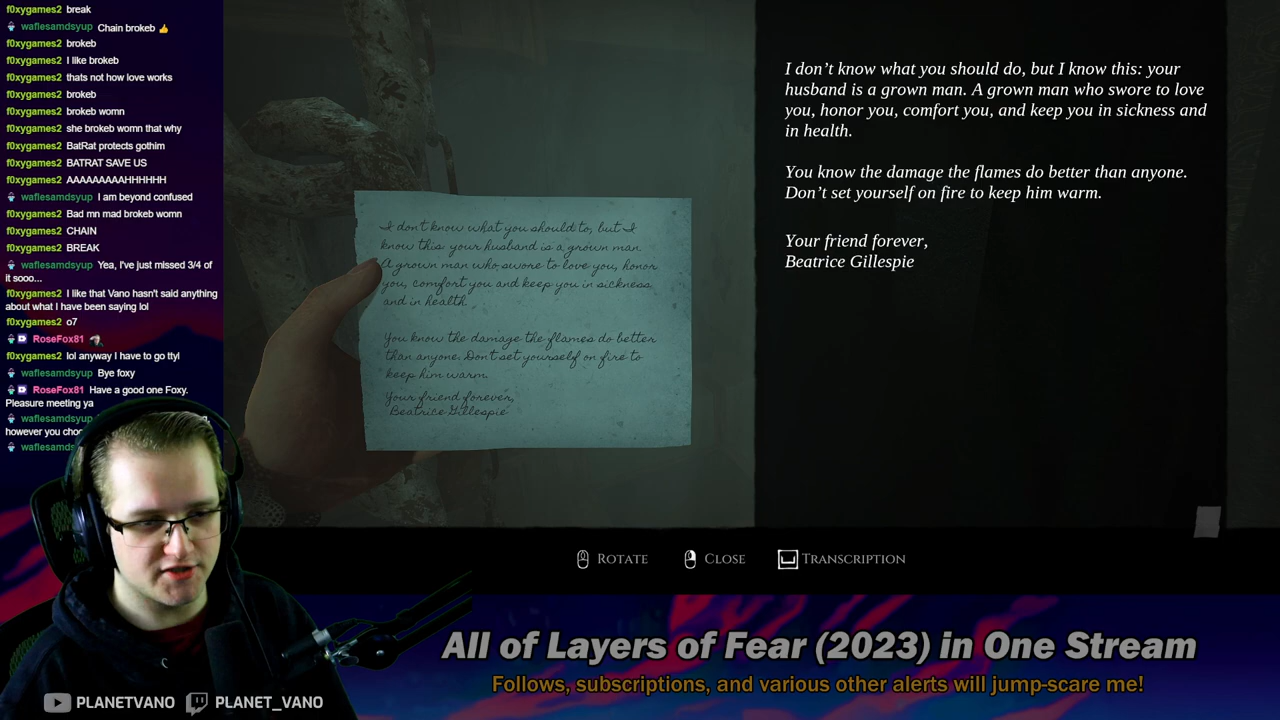 f0xygames2 break
waflesamdsyup Chain brokeb 👍
f0xygames2 brokeb
f0xygames2 I like brokeb
f0xygames2 thats not how love works
f0xygames2 brokeb
f0xygames2 brokeb womn
f0xygames2 she brokeb womn that why
f0xygames2 BatRat protects gothim
f0xygames2 BATRAT SAVE US
f0xygames2 AAAAAAAAAHHHHHH
waflesamdsyup I am beyond confused
f0xygames2 Bad mn mad brokeb womn
f0xygames2 CHAIN
f0xygames2 BREAK
waflesamdsyup Yea, I've just missed 3/4 of
it sooo...
f0xygames2 I like that Vano hasn't said anything
about what I have been saying lol
f0xygames2 o7
RoseFox81
f0xygames2 lol anyway I have to go ttyl
waflesamdsyup Bye foxy
RoseFox81 Have a good one Foxy.
Pleasure meeting ya
however you
I don't know what you should to, but I
know this: your husband is a grown man.
A grown man who swore to love you, honor
you, comfort you and keep you in sickness
and in health.
You know the damage the flames do better
than anyone. Don't set yourself on fire to
keep him warm.
Your friend forever,
Beatrice Gillespie
I don't know what you should do, but I know this: your
husband is a grown man. A grown man who swore to love
you, honor you, comfort you, and keep you in sickness and
in health.
You know the damage the flames do better than anyone.
Don't set yourself on fire to keep him warm.
Your friend forever,
Beatrice Gillespie
ROTATE CLOSE TRANSCRIPTION
All of Layers of Fear (2023) in One Stream
Follows, subscriptions, and various other alerts will jump-scare me!
PLANETVANO PLANET_VANO